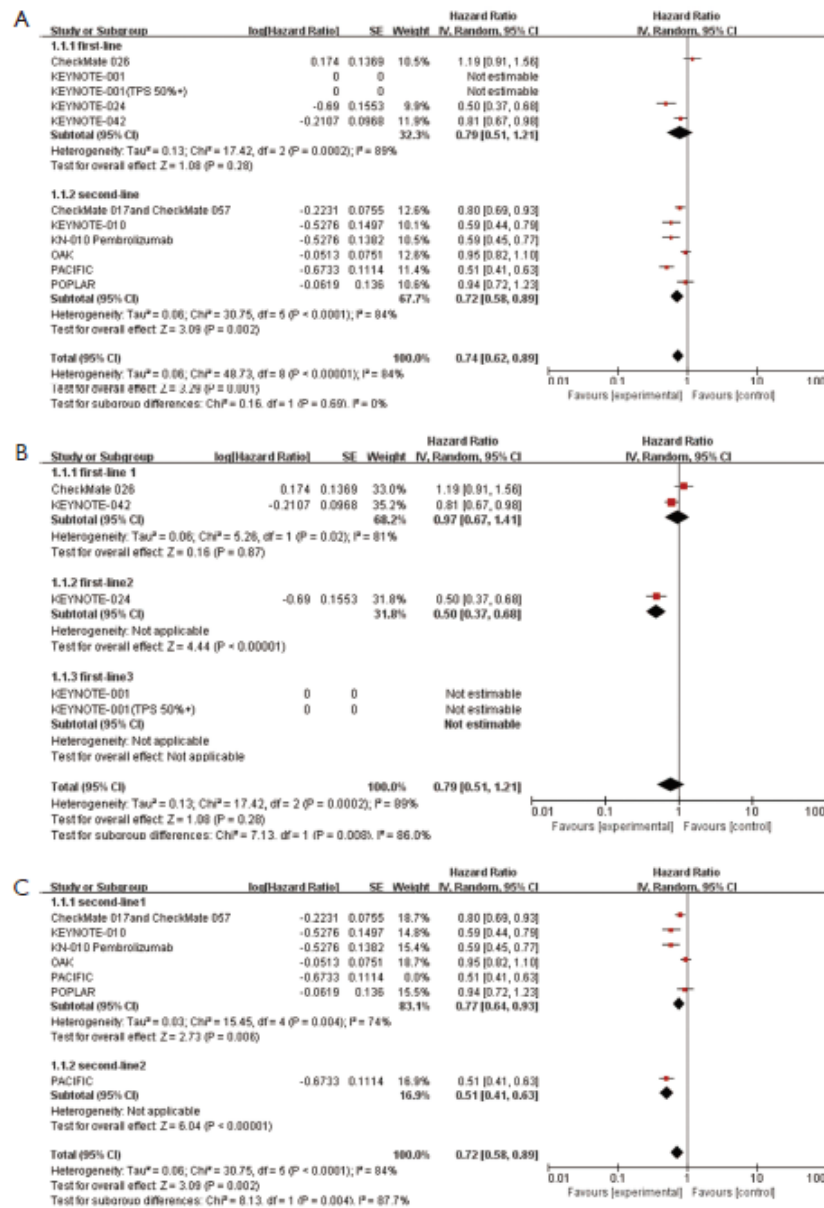 A
Hazard Ratio Hazard Ratio
Study or Subgroup log[Hazard Ratio] SE Weight IV, Random, 95% CI IV, Random, 95% CI
1.1.1 first-line
CheckMate 026 0.174 0.1369 10.5% 1.19 [0.91, 1.56]
KEYNOTE-001 0 0 Not estimable
KEYNOTE-001(TPS 50%+) 0 0 Not estimable
KEYNOTE-024 -0.69 0.1553 9.9% 0.50 [0.37, 0.68]
KEYNOTE-042 -0.2107 0.0968 11.9% 0.81 [0.67, 0.98]
Subtotal (95% CI) 32.3% 0.79 [0.51, 1.21]
Heterogeneity: Tau² = 0.13; Chi² = 17.42, df = 2 (P = 0.0002); I² = 89%
Test for overall effect: Z = 1.08 (P = 0.28)
1.1.2 second-line
CheckMate 017and CheckMate 057 -0.2231 0.0755 12.6% 0.80 [0.69, 0.93]
KEYNOTE-010 -0.5276 0.1497 10.1% 0.59 [0.44, 0.79]
KN-010 Pembrolizumab -0.5276 0.1382 10.5% 0.59 [0.45, 0.77]
OAK -0.0513 0.0751 12.6% 0.95 [0.82, 1.10]
PACIFIC -0.6733 0.1114 11.4% 0.51 [0.41, 0.63]
POPLAR -0.0619 0.136 10.6% 0.94 [0.72, 1.23]
Subtotal (95% CI) 67.7% 0.72 [0.58, 0.89]
Heterogeneity: Tau² = 0.06; Chi² = 30.75, df = 5 (P < 0.0001); I² = 84%
Test for overall effect: Z = 3.09 (P = 0.002)
Total (95% CI) 100.0% 0.74 [0.62, 0.89]
Heterogeneity: Tau² = 0.06; Chi² = 48.73, df = 8 (P < 0.00001); I² = 84%
Test for overall effect: Z = 3.29 (P = 0.001)
Test for subgroup differences: Chi² = 0.16, df = 1 (P = 0.69), I² = 0%
0.01 0.1 1 10 100
Favours [experimental] Favours [control]
B
Hazard Ratio Hazard Ratio
Study or Subgroup log[Hazard Ratio] SE Weight IV, Random, 95% CI IV, Random, 95% CI
1.1.1 first-line 1
CheckMate 026 0.174 0.1369 33.0% 1.19 [0.91, 1.56]
KEYNOTE-042 -0.2107 0.0968 35.2% 0.81 [0.67, 0.98]
Subtotal (95% CI) 68.2% 0.97 [0.67, 1.41]
Heterogeneity: Tau² = 0.06; Chi² = 5.26, df = 1 (P = 0.02); I² = 81%
Test for overall effect: Z = 0.16 (P = 0.87)
1.1.2 first-line2
KEYNOTE-024 -0.69 0.1553 31.8% 0.50 [0.37, 0.68]
Subtotal (95% CI) 31.8% 0.50 [0.37, 0.68]
Heterogeneity: Not applicable
Test for overall effect: Z = 4.44 (P < 0.00001)
1.1.3 first-line3
KEYNOTE-001 0 0 Not estimable
KEYNOTE-001(TPS 50%+) 0 0 Not estimable
Subtotal (95% CI) Not estimable
Heterogeneity: Not applicable
Test for overall effect: Not applicable
Total (95% CI) 100.0% 0.79 [0.51, 1.21]
Heterogeneity: Tau² = 0.13; Chi² = 17.42, df = 2 (P = 0.0002); I² = 89%
Test for overall effect: Z = 1.08 (P = 0.28)
Test for subgroup differences: Chi² = 7.13, df = 1 (P = 0.008), I² = 86.0%
0.01 0.1 1 10 100
Favours [experimental] Favours [control]
C
Hazard Ratio Hazard Ratio
Study or Subgroup log[Hazard Ratio] SE Weight IV, Random, 95% CI IV, Random, 95% CI
1.1.1 second-line1
CheckMate 017and CheckMate 057 -0.2231 0.0755 18.7% 0.80 [0.69, 0.93]
KEYNOTE-010 -0.5276 0.1497 14.8% 0.59 [0.44, 0.79]
KN-010 Pembrolizumab -0.5276 0.1382 15.4% 0.59 [0.45, 0.77]
OAK -0.0513 0.0751 18.7% 0.95 [0.82, 1.10]
PACIFIC -0.6733 0.1114 0.0% 0.51 [0.41, 0.63]
POPLAR -0.0619 0.136 15.5% 0.94 [0.72, 1.23]
Subtotal (95% CI) 83.1% 0.77 [0.64, 0.93]
Heterogeneity: Tau² = 0.03; Chi² = 15.45, df = 4 (P = 0.004); I² = 74%
Test for overall effect: Z = 2.73 (P = 0.006)
1.1.2 second-line2
PACIFIC -0.6733 0.1114 16.9% 0.51 [0.41, 0.63]
Subtotal (95% CI) 16.9% 0.51 [0.41, 0.63]
Heterogeneity: Not applicable
Test for overall effect: Z = 6.04 (P < 0.00001)
Total (95% CI) 100.0% 0.72 [0.58, 0.89]
Heterogeneity: Tau² = 0.06; Chi² = 30.75, df = 5 (P < 0.0001); I² = 84%
Test for overall effect: Z = 3.09 (P = 0.002)
Test for subgroup differences: Chi² = 8.13, df = 1 (P = 0.004), I² = 87.7%
0.01 0.1 1 10 100
Favours [experimental] Favours [control]